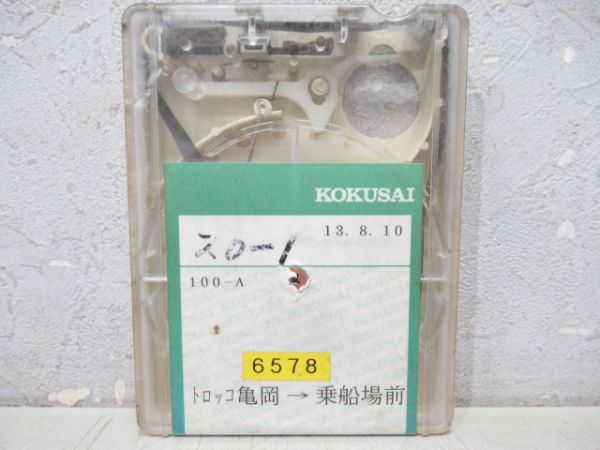 KOKUSAI
13. 8. 10
スロー1
100-A
6578
ﾄﾛｯｺ亀岡 → 乗船場前